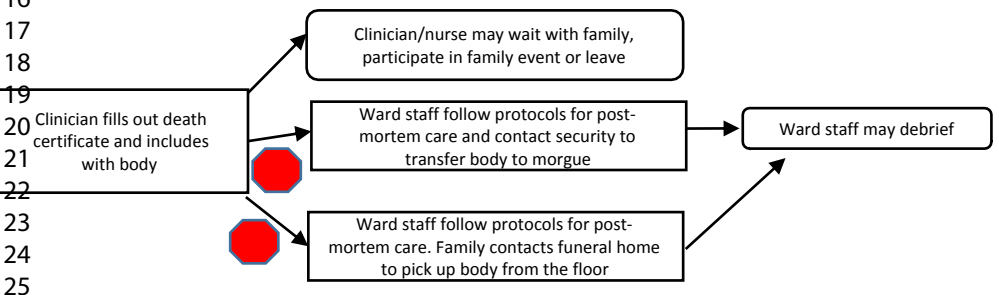 16
17
18
19
20
21
22
23
24
25
Clinician fills out death
certificate and includes
with body
Clinician/nurse may wait with family,
participate in family event or leave
Ward staff follow protocols for post-
mortem care and contact security to
transfer body to morgue
Ward staff follow protocols for post-
mortem care. Family contacts funeral home
to pick up body from the floor
Ward staff may debrief